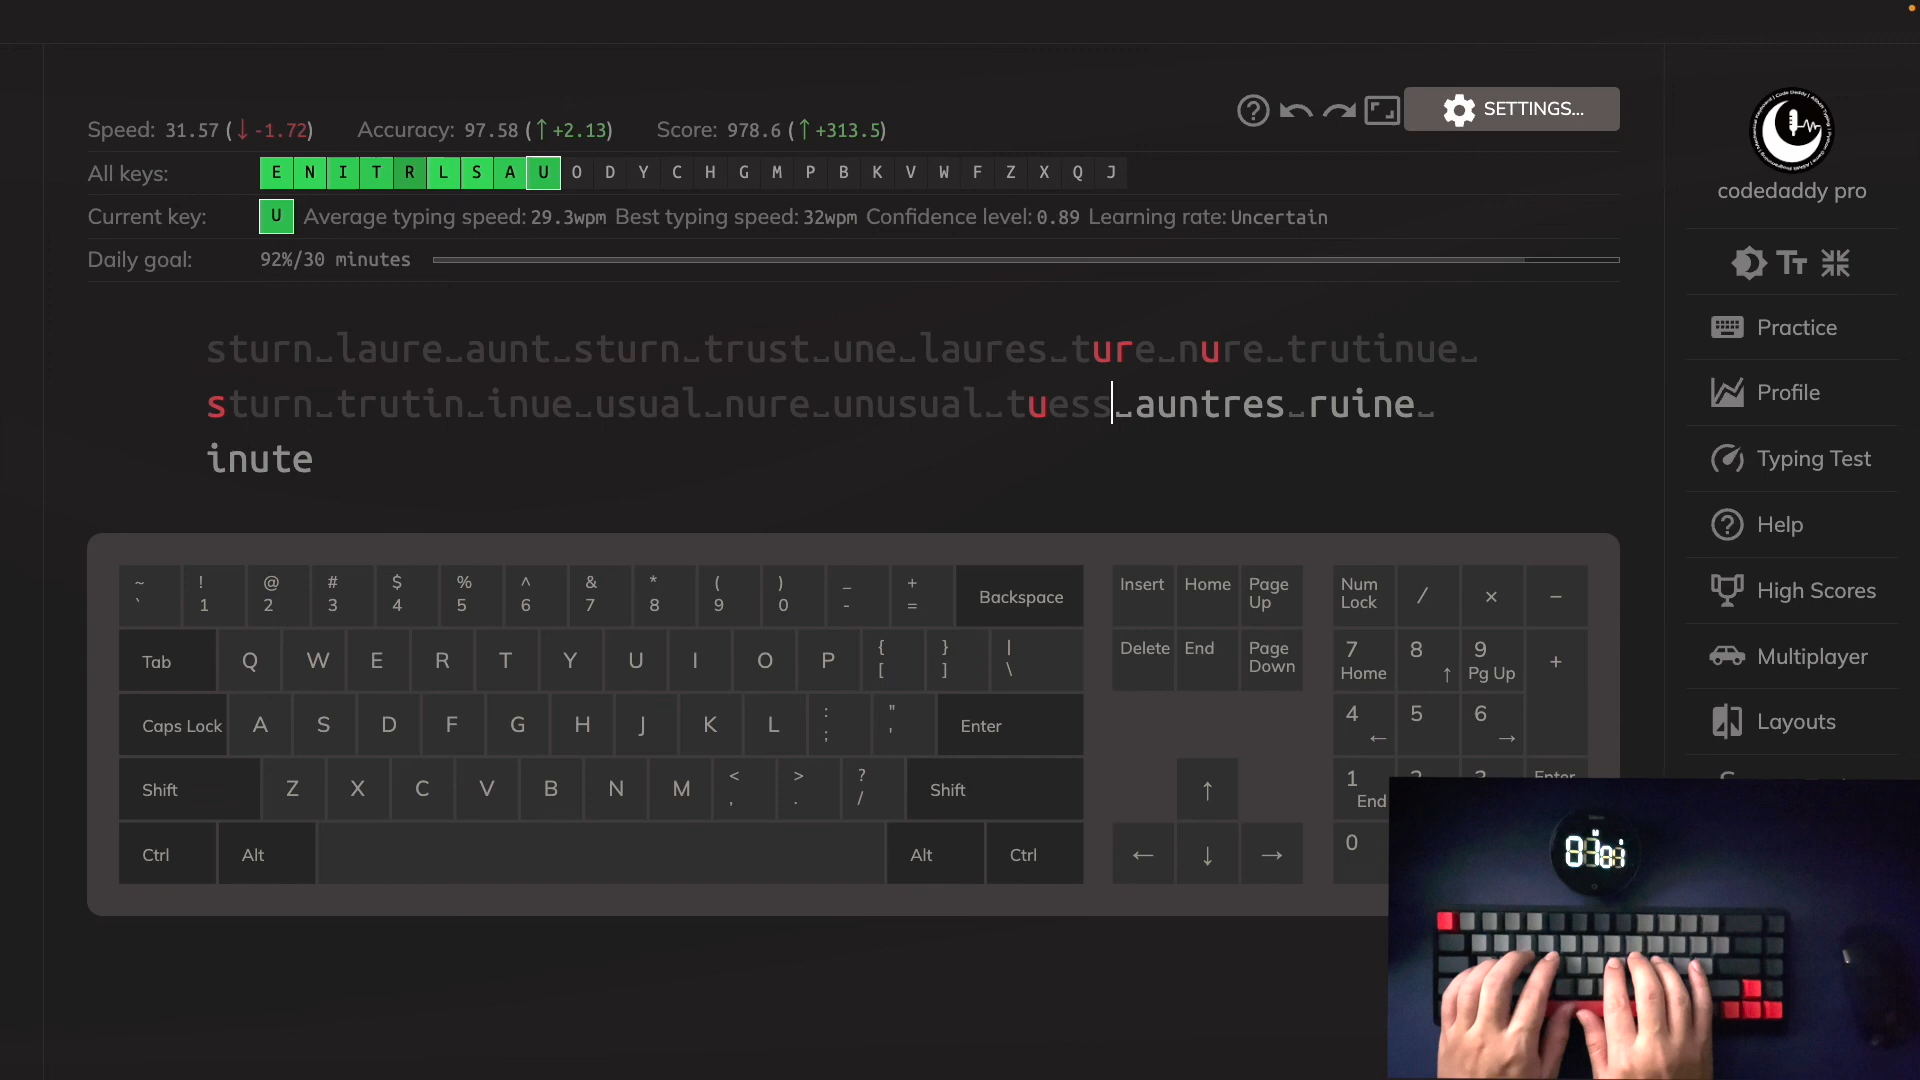 Speed: 31.57 (↓-1.72) Accuracy: 97.58 (↑+2.13) Score: 978.6 (↑+313.5)
SETTINGS...
All keys: E N I T R L S A U O D Y C H G M P B K V W F Z X Q J
Current key: U Average typing speed: 29.3wpm Best typing speed: 32wpm Confidence level: 0.89 Learning rate: Uncertain
Daily goal: 92%/30 minutes
sturn␣laure␣aunt␣sturn␣trust␣une␣laures␣ture␣nure␣trutinue␣
sturn␣trutin␣inue␣usual␣nure␣unusual␣tuess␣auntres␣ruine␣
inute
~ ! @ # $ % ^ & * ( ) _ +
` 1 2 3 4 5 6 7 8 9 0 - = Backspace
Tab Q W E R T Y U I O P { [ } ] | \
Caps Lock A S D F G H J K L : ; " ' Enter
Shift Z X C V B N M < , > . ? / Shift
Ctrl Alt Alt Ctrl
Insert Home Page Up
Delete End Page Down
↑
← ↓ →
Num Lock / × −
7 Home 8 ↑ 9 Pg Up +
4 ← 5 6 →
1 End
0
codedaddy pro
Practice
Profile
Typing Test
Help
High Scores
Multiplayer
Layouts